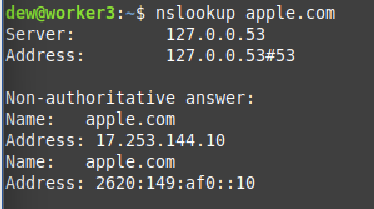 dew@worker3:~$ nslookup apple.com
Server:         127.0.0.53
Address:        127.0.0.53#53

Non-authoritative answer:
Name:   apple.com
Address: 17.253.144.10
Name:   apple.com
Address: 2620:149:af0::10